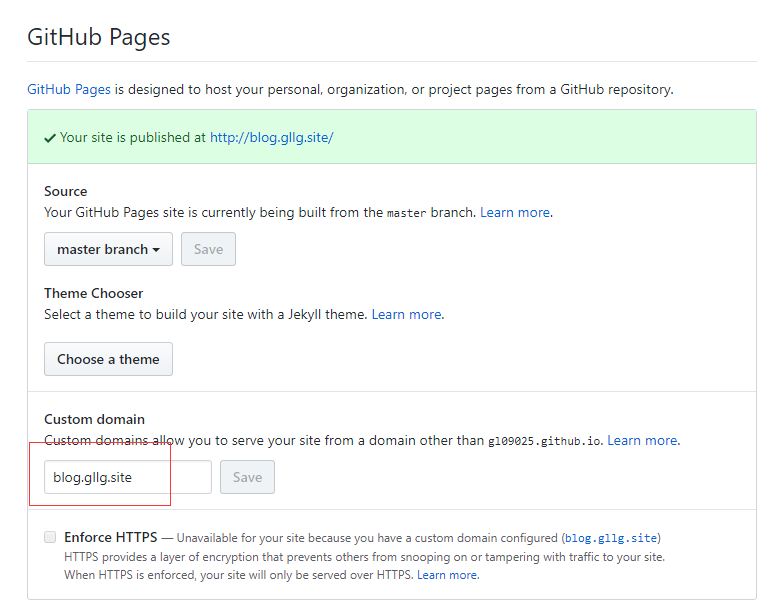 GitHub Pages
GitHub Pages is designed to host your personal, organization, or project pages from a GitHub repository.
Your site is published at http://blog.gllg.site/
Source
Your GitHub Pages site is currently being built from the master branch. Learn more.
master branch
Save
Theme Chooser
Select a theme to build your site with a Jekyll theme. Learn more.
Choose a theme
Custom domain
Custom domains allow you to serve your site from a domain other than gl09025.github.io. Learn more.
blog.gllg.site
Save
Enforce HTTPS — Unavailable for your site because you have a custom domain configured (blog.gllg.site)
HTTPS provides a layer of encryption that prevents others from snooping on or tampering with traffic to your site.
When HTTPS is enforced, your site will only be served over HTTPS. Learn more.